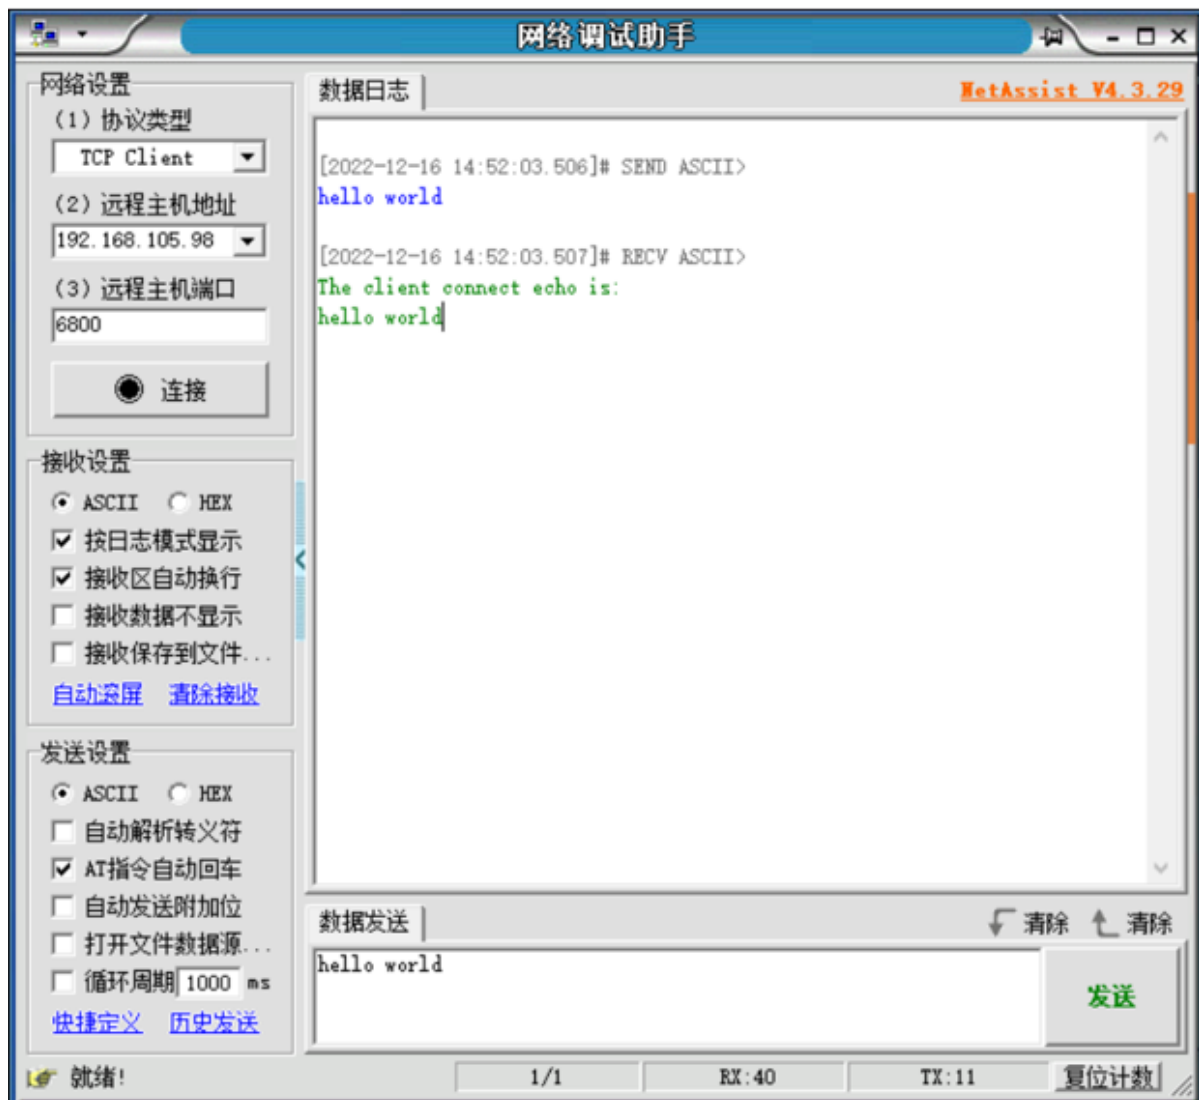 网络调试助手
网络设置
(1) 协议类型
TCP Client
(2) 远程主机地址
192.168.105.98
(3) 远程主机端口
6800
连接
接收设置
ASCII HEX
按日志模式显示
接收区自动换行
接收数据不显示
接收保存到文件...
自动滚屏 清除接收
发送设置
ASCII HEX
自动解析转义符
AT指令自动回车
自动发送附加位
打开文件数据源...
循环周期 1000 ms
快捷定义 历史发送
数据日志 NetAssist V4.3.29
[2022-12-16 14:52:03.506]# SEND ASCII>
hello world
[2022-12-16 14:52:03.507]# RECV ASCII>
The client connect echo is:
hello world
数据发送 清除 清除
hello world
发送
就绪! 1/1 RX:40 TX:11 复位计数